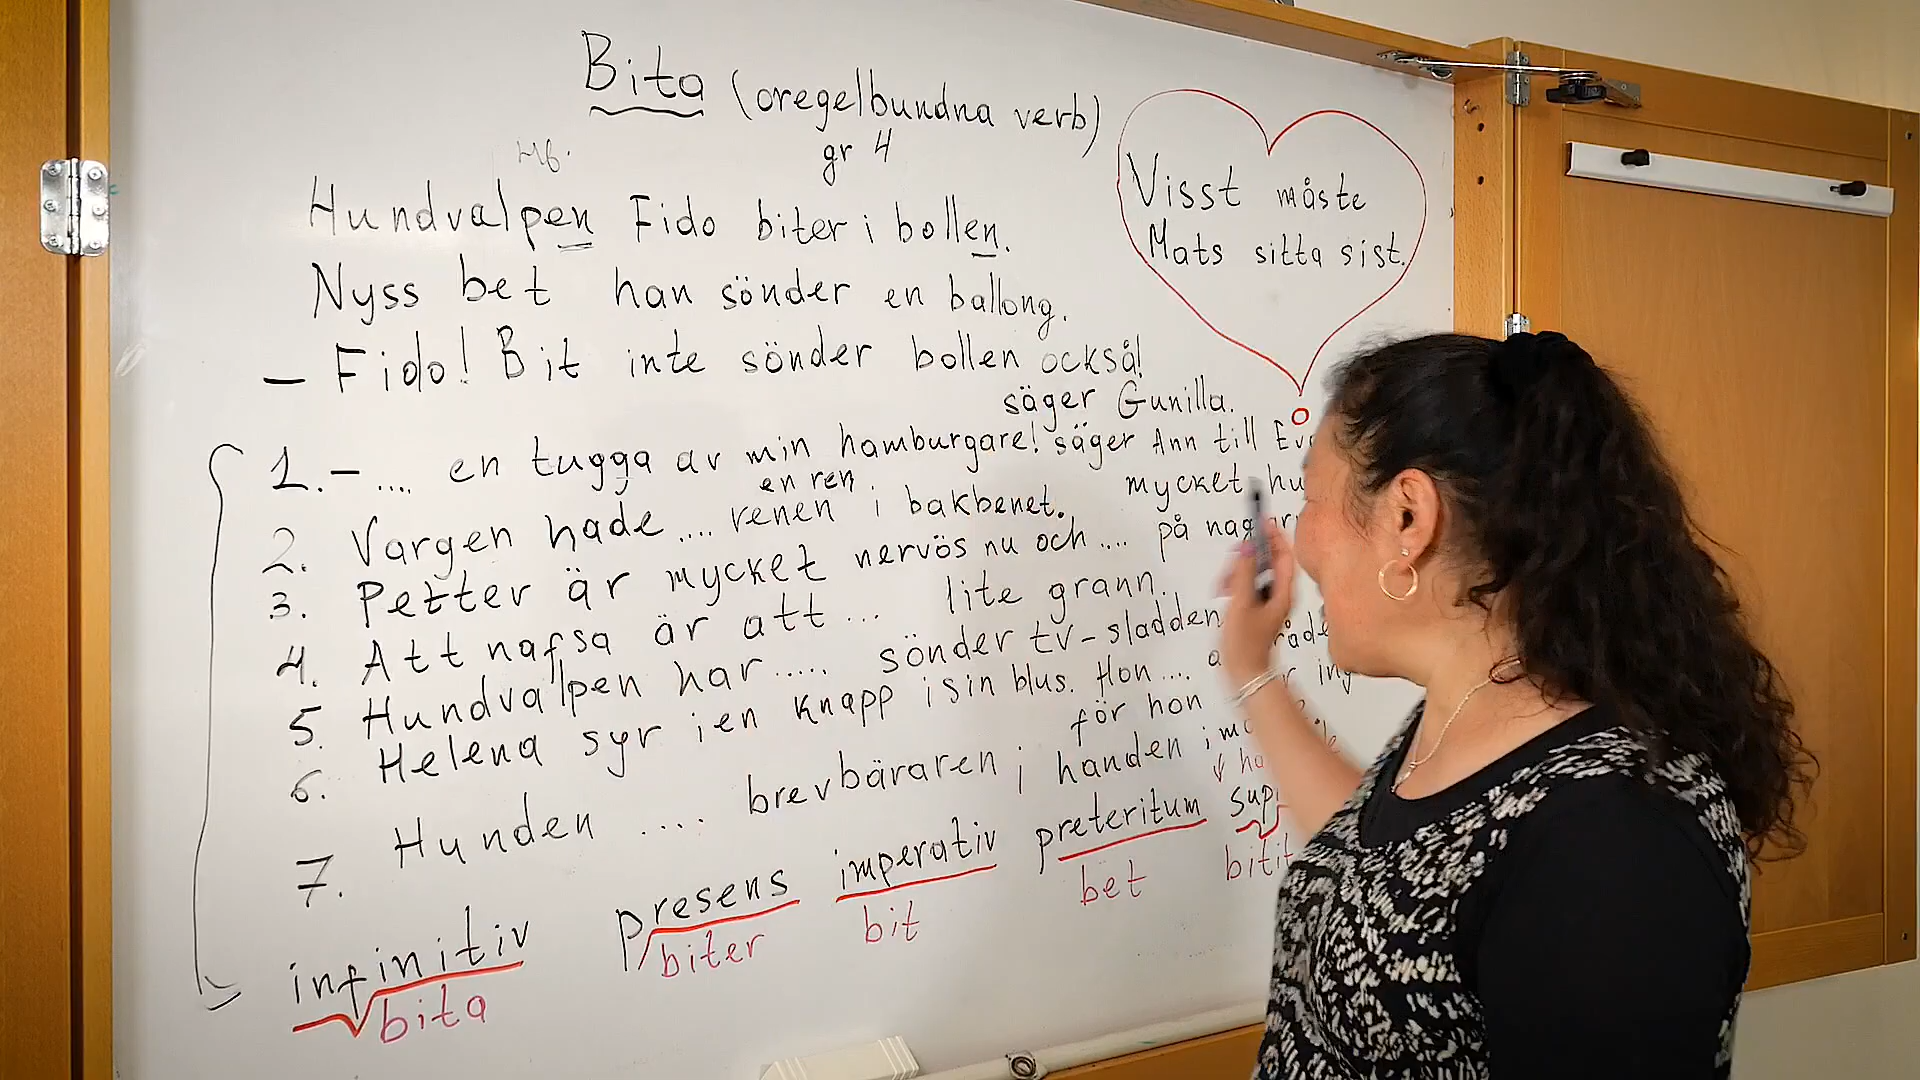 Bita (oregelbundna verb)
gr 4
Visst måste
Mats sitta sist.
Hundvalpen Fido biter i bollen.
Nyss bet han sönder en ballong.
– Fido! Bit inte sönder bollen också!
säger Gunilla.
1. – .... en tugga av min hamburgare! säger Ann till
en ren
mycket
2. Vargen hade .... renen i bakbenet.
3. Petter är mycket nervös nu och .... på
4. Att nafsa är att .... lite grann.
5. Hundvalpen har ..... sönder tv-sladden
6. Helena syr i en knapp i sin blus. Hon ....
för hon
7. Hunden .... brevbäraren i handen
infinitiv presens imperativ preteritum
bita biter bit bet bitit